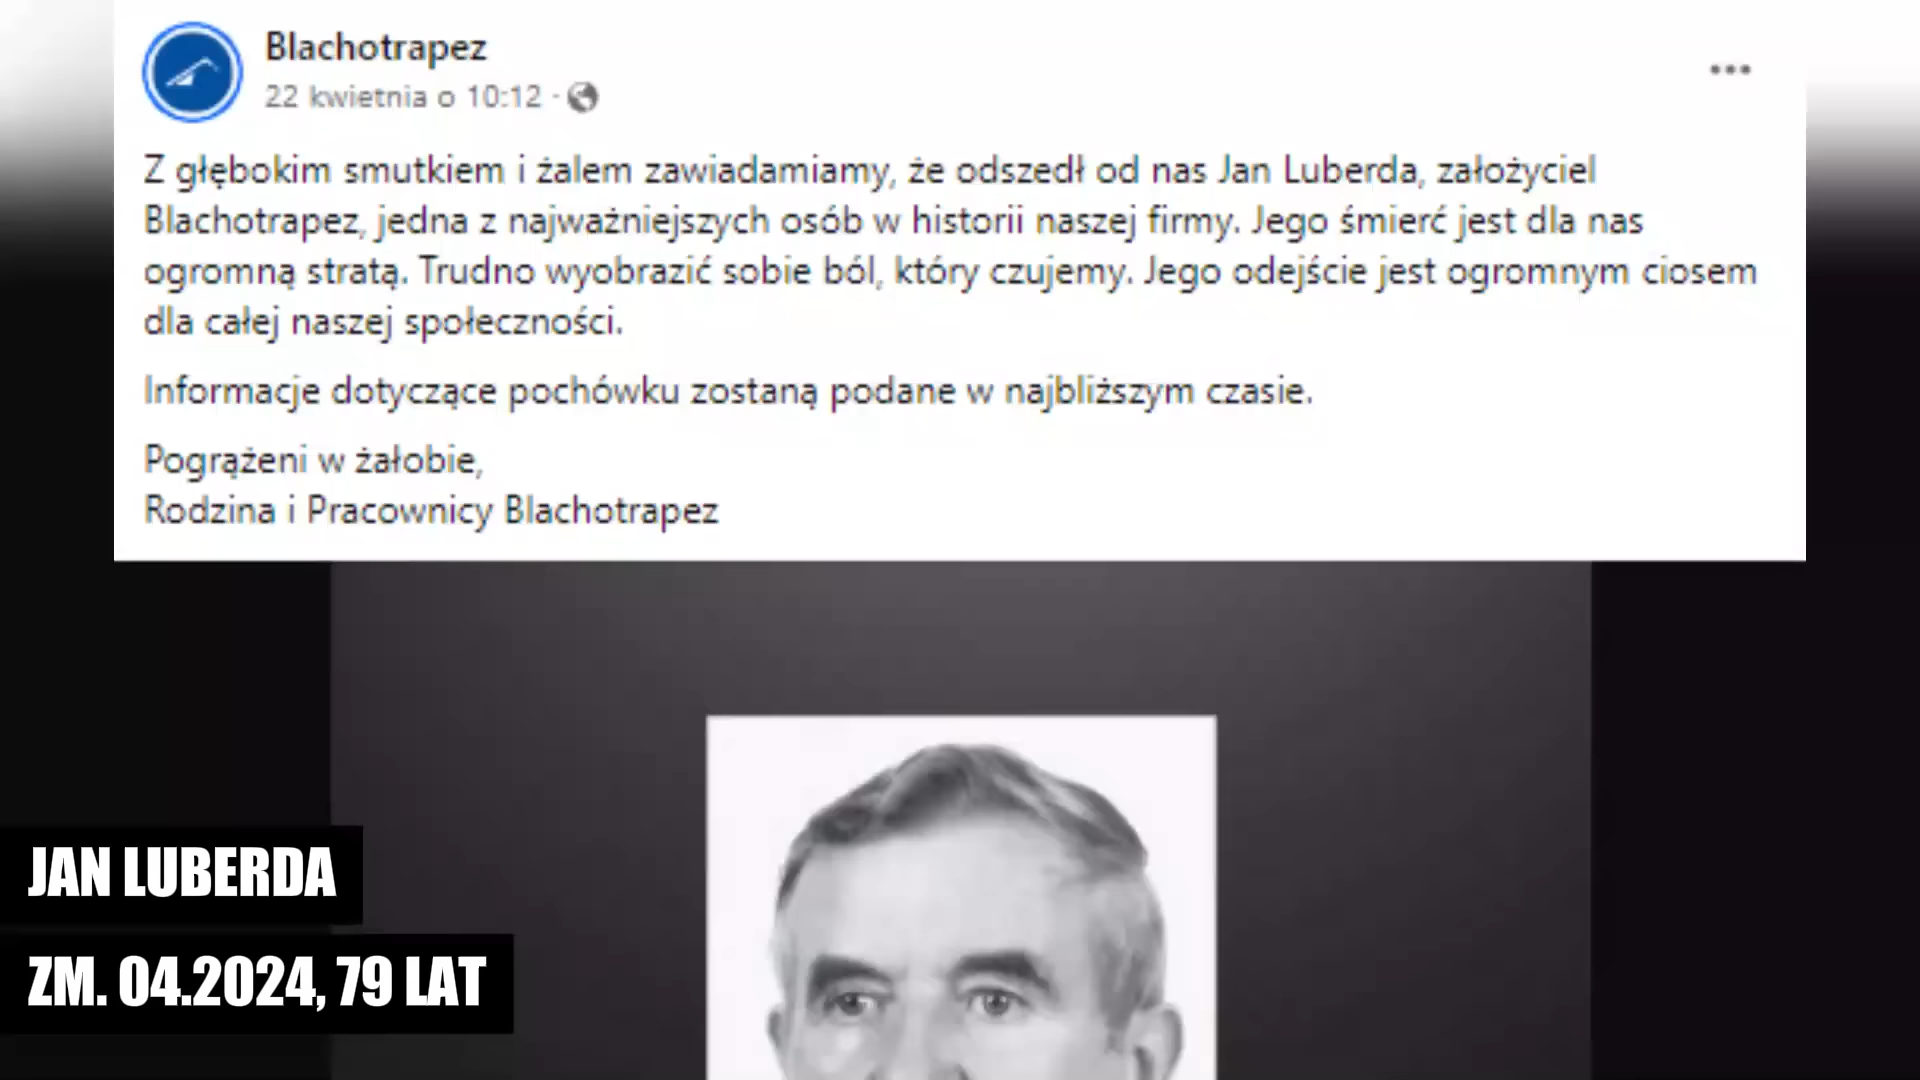 Blachotrapez
22 kwietnia o 10:12 ·
Z głębokim smutkiem i żalem zawiadamiamy, że odszedł od nas Jan Luberda, założyciel
Blachotrapez, jedna z najważniejszych osób w historii naszej firmy. Jego śmierć jest dla nas
ogromną stratą. Trudno wyobrazić sobie ból, który czujemy. Jego odejście jest ogromnym ciosem
dla całej naszej społeczności.
Informacje dotyczące pochówku zostaną podane w najbliższym czasie.
Pogrążeni w żałobie,
Rodzina i Pracownicy Blachotrapez
JAN LUBERDA
ZM. 04.2024, 79 LAT